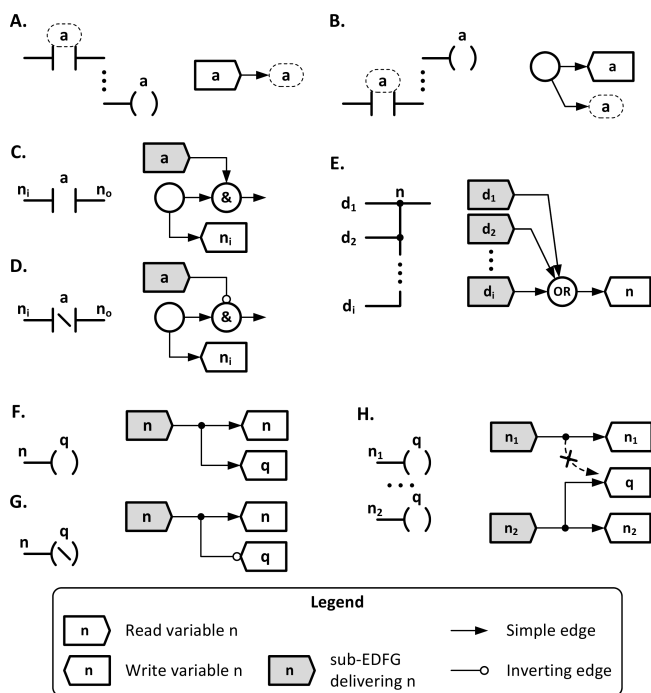 A.
a
a
a
a
B.
a
a
a
a
C.
nᵢ
a
nₒ
a
&
nᵢ
D.
nᵢ
a
nₒ
a
&
nᵢ
E.
d₁
n
d₂
dᵢ
d₁
d₂
dᵢ
OR
n
F.
n
q
n
n
q
G.
n
q
n
n
q
H.
n₁
q
n₂
q
n₁
n₁
q
n₂
n₂
Legend
n Read variable n
Simple edge
n Write variable n
n sub-EDFG
delivering n
Inverting edge